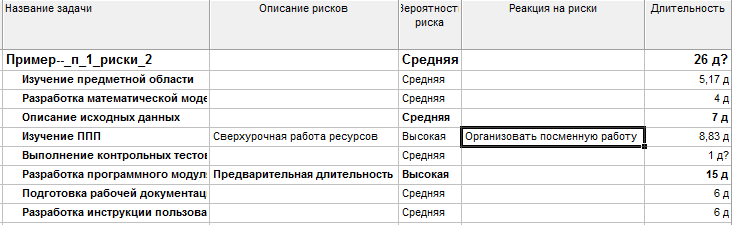 Название задачи Описание рисков Вероятность риска Реакция на риски Длительность
Пример--_п_1_риски_2 Средняя 26 д?
Изучение предметной области Средняя 5,17 д
Разработка математической моде Средняя 4 д
Описание исходных данных Средняя 7 д
Изучение ППП Сверхурочная работа ресурсов Высокая Организовать посменную работу 8,83 д
Выполнение контрольных тестов Средняя 1 д?
Разработка программного модул Предварительная длительность Высокая 15 д
Подготовка рабочей документац Средняя 6 д
Разработка инструкции пользова Средняя 6 д